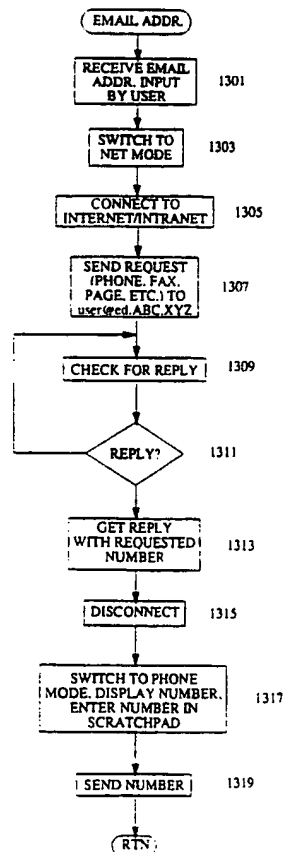 EMAIL ADDR.
RECEIVE EMAIL
ADDR. INPUT
BY USER
1301
SWITCH TO
NET MODE
1303
CONNECT TO
INTERNET/INTRANET
1305
SEND REQUEST
(PHONE, FAX,
PAGE, ETC.) TO
user@ed.ABC.XYZ
1307
CHECK FOR REPLY
1309
REPLY?
1311
GET REPLY
WITH REQUESTED
NUMBER
1313
DISCONNECT
1315
SWITCH TO PHONE
MODE, DISPLAY NUMBER,
ENTER NUMBER IN
SCRATCHPAD
1317
SEND NUMBER
1319
RTN